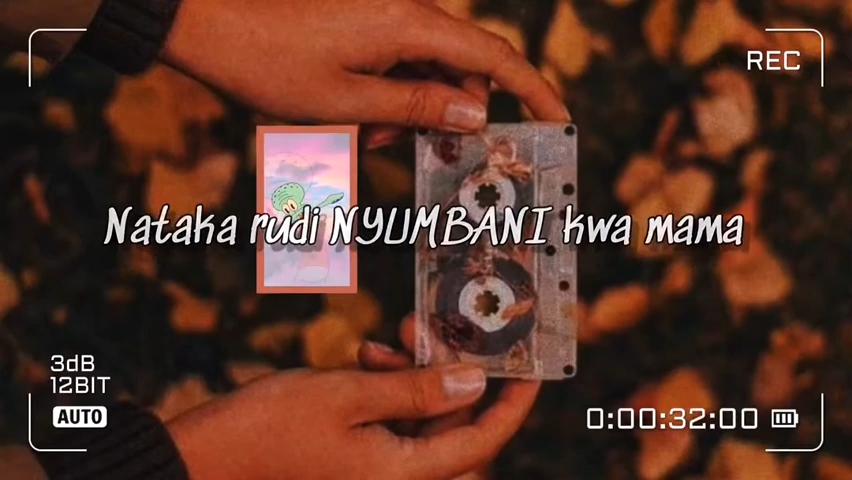 REC
Nataka rudi NYUMBANI kwa mama
3dB
12BIT
AUTO
0:00:32:00